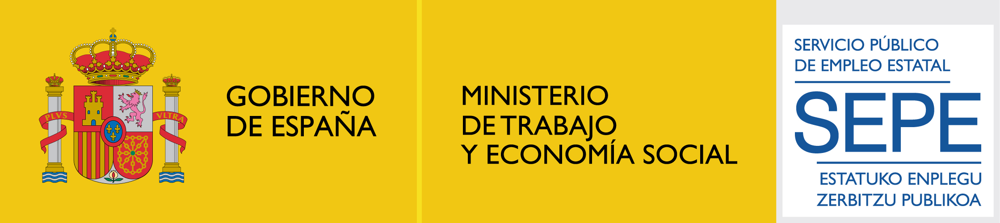 PLVS
VLTRA
GOBIERNO
DE ESPAÑA
MINISTERIO
DE TRABAJO
Y ECONOMÍA SOCIAL
SERVICIO PÚBLICO
DE EMPLEO ESTATAL
SEPE
ESTATUKO ENPLEGU
ZERBITZU PUBLIKOA